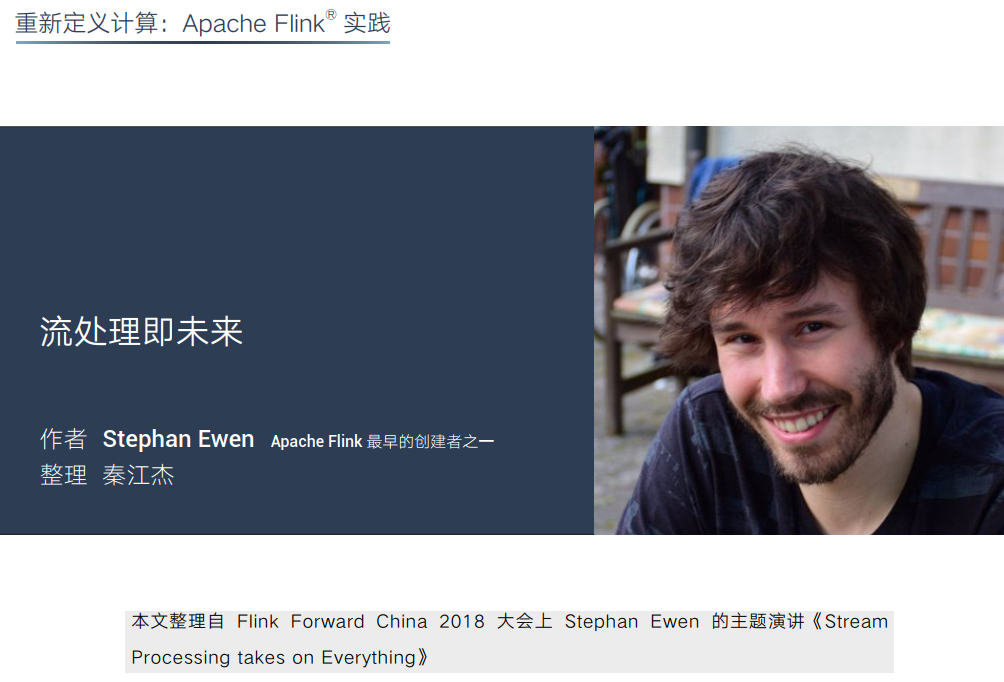 重新定义计算：Apache Flink® 实践
流处理即未来
作者 Stephan Ewen Apache Flink 最早的创建者之一
整理 秦江杰
本文整理自 Flink Forward China 2018 大会上 Stephan Ewen 的主题演讲《Stream
Processing takes on Everything》